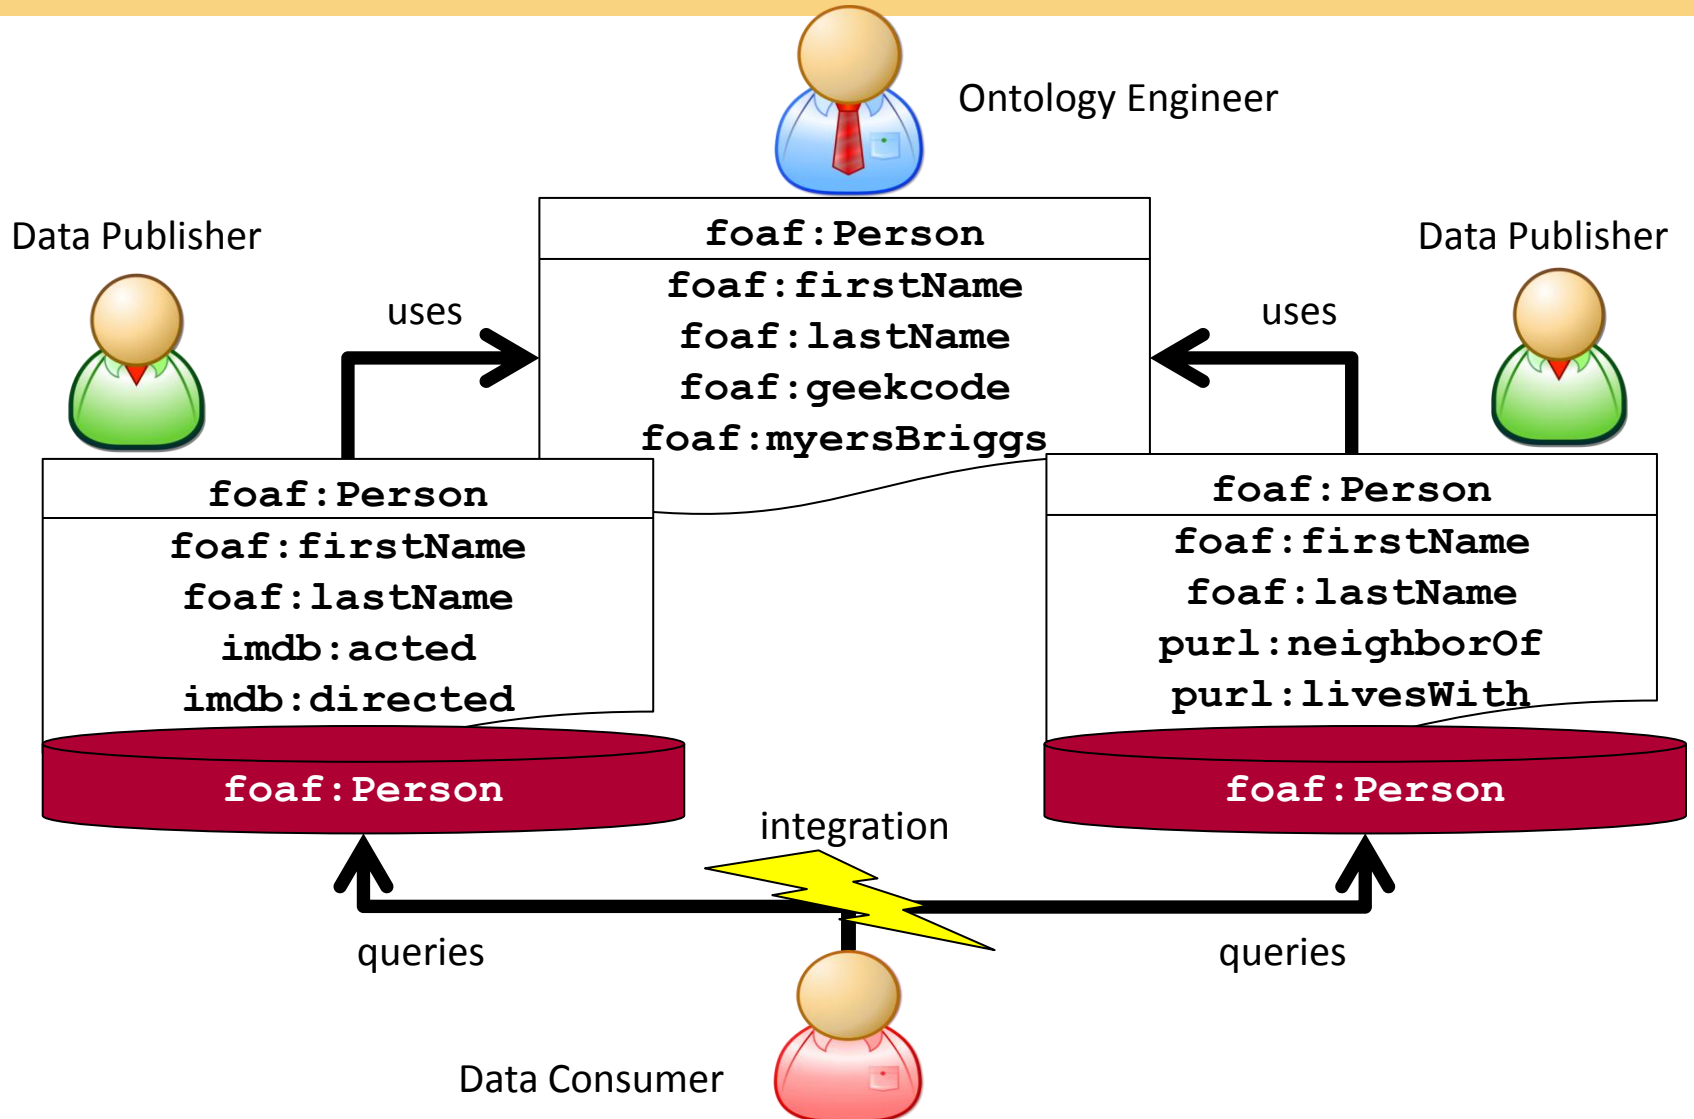 Ontology Engineer
foaf:Person
foaf:firstName
foaf:lastName
foaf:geekcode
foaf:myersBriggs
Data Publisher
uses
foaf:Person
foaf:firstName
foaf:lastName
imdb:acted
imdb:directed
foaf:Person
Data Publisher
uses
foaf:Person
foaf:firstName
foaf:lastName
purl:neighborOf
purl:livesWith
foaf:Person
integration
queries
queries
Data Consumer